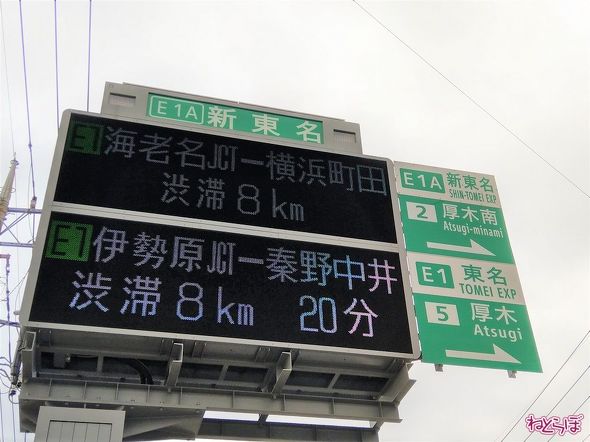 E1A 新東名
E1 海老名JCTー横浜町田
渋滞 8km
E1 伊勢原JCTー秦野中井
渋滞 8km 20分
E1A 新東名
SHIN-TOMEI EXP
2 厚木南
Atsugi-minami
E1 東名
TOMEI EXP
5 厚木
Atsugi
ねとらぼ